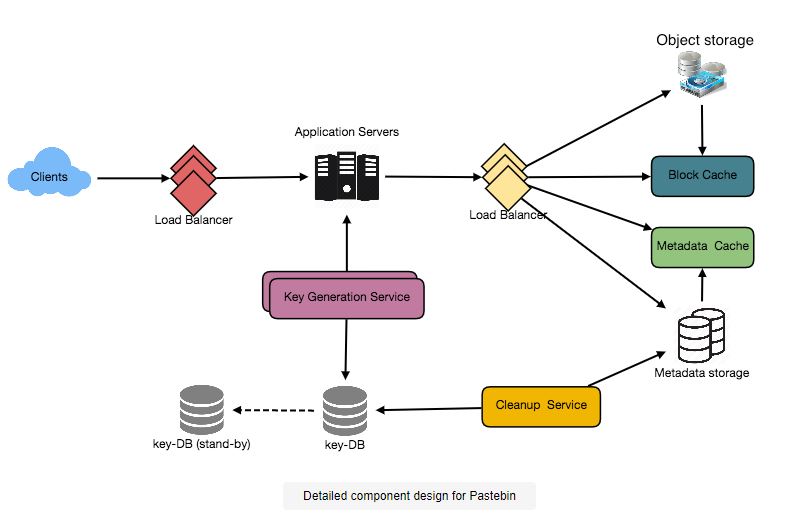 Object storage
Application Servers
Clients
Block Cache
Load Balancer
Load Balancer
Metadata Cache
Key Generation Service
Metadata storage
Cleanup Service
key-DB (stand-by)
key-DB
Detailed component design for Pastebin